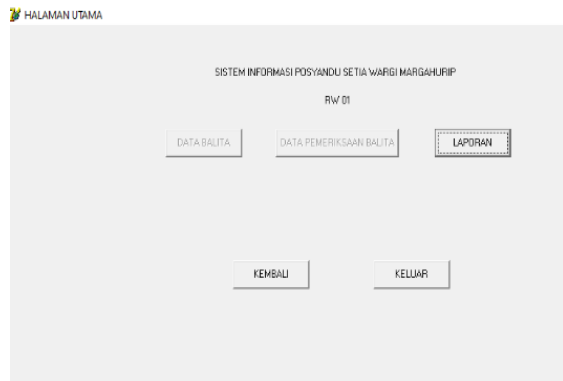 HALAMAN UTAMA
SISTEM INFORMASI POSYANDU SETIA WARGI MARGAHURIP
RW 01
DATA BALITA DATA PEMERIKSAAN BALITA LAPORAN
KEMBALI KELUAR